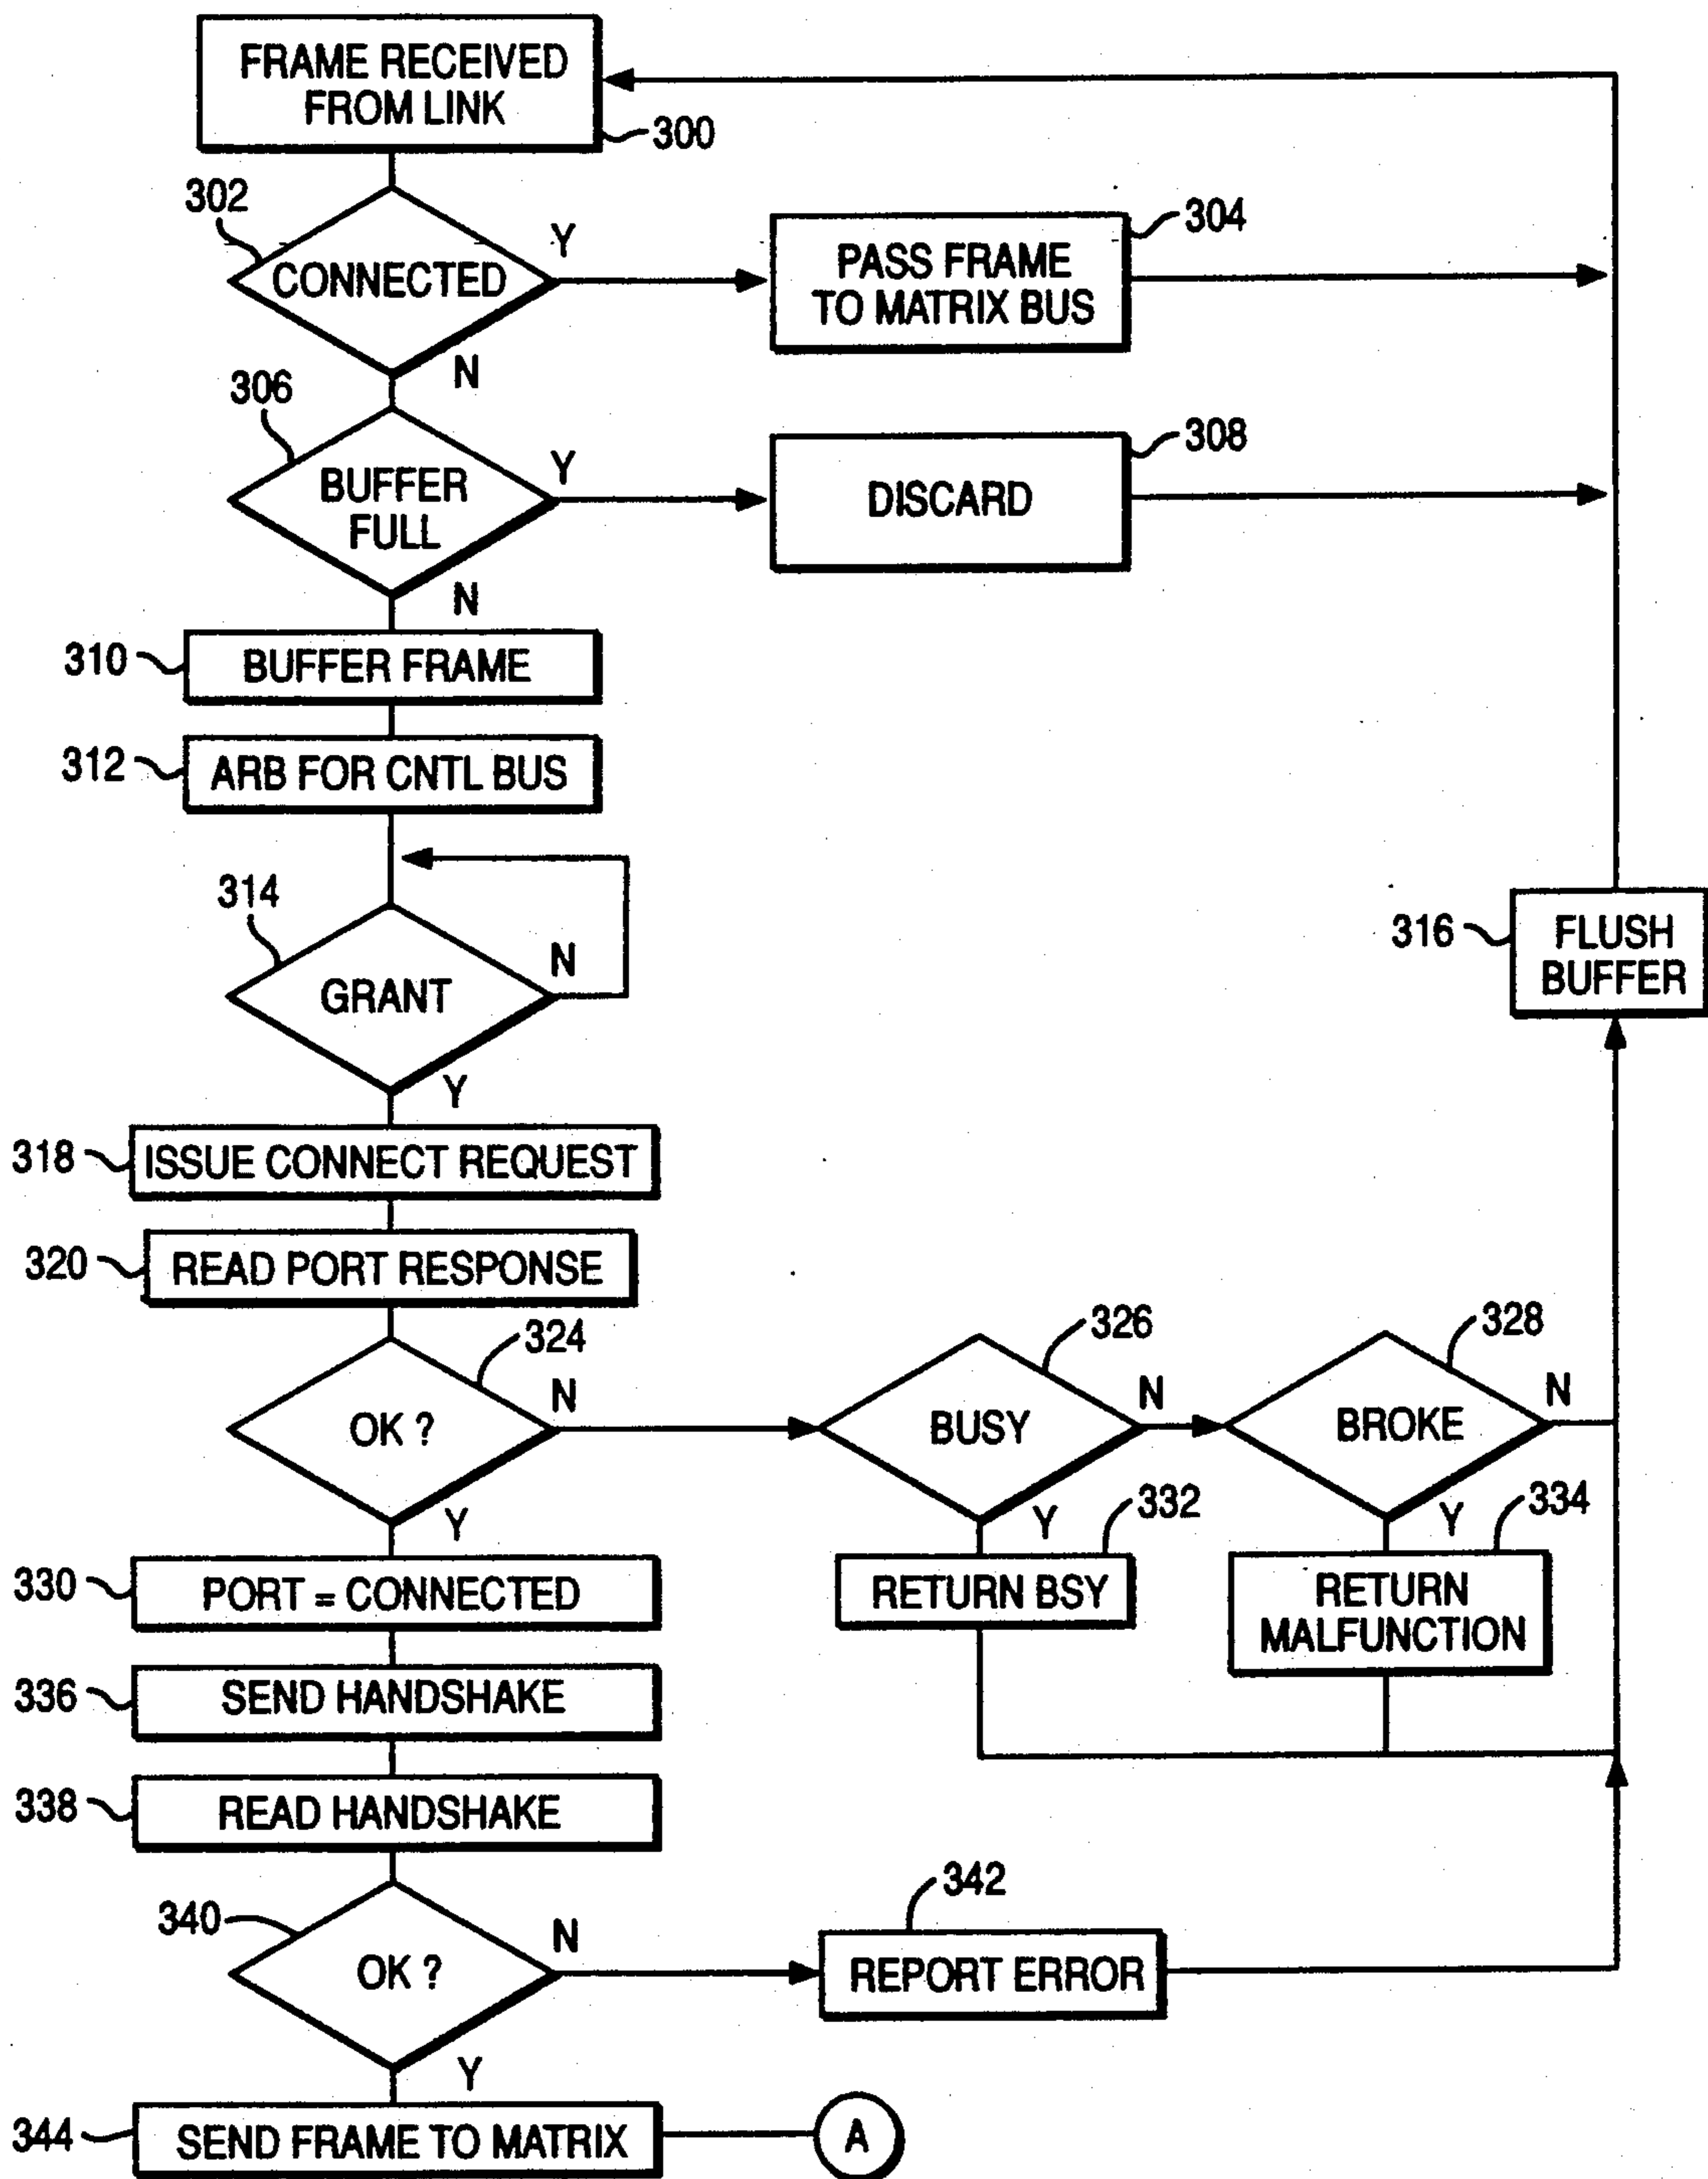 FRAME RECEIVED
FROM LINK
300
302
CONNECTED
Y
N
PASS FRAME
TO MATRIX BUS
304
306
BUFFER
FULL
Y
N
DISCARD
308
310
BUFFER FRAME
312
ARB FOR CNTL BUS
314
GRANT
N
Y
316
FLUSH
BUFFER
318
ISSUE CONNECT REQUEST
320
READ PORT RESPONSE
324
OK ?
N
Y
326
BUSY
N
Y
328
BROKE
N
Y
330
PORT = CONNECTED
332
RETURN BSY
334
RETURN
MALFUNCTION
336
SEND HANDSHAKE
338
READ HANDSHAKE
340
OK ?
N
Y
342
REPORT ERROR
344
SEND FRAME TO MATRIX
A